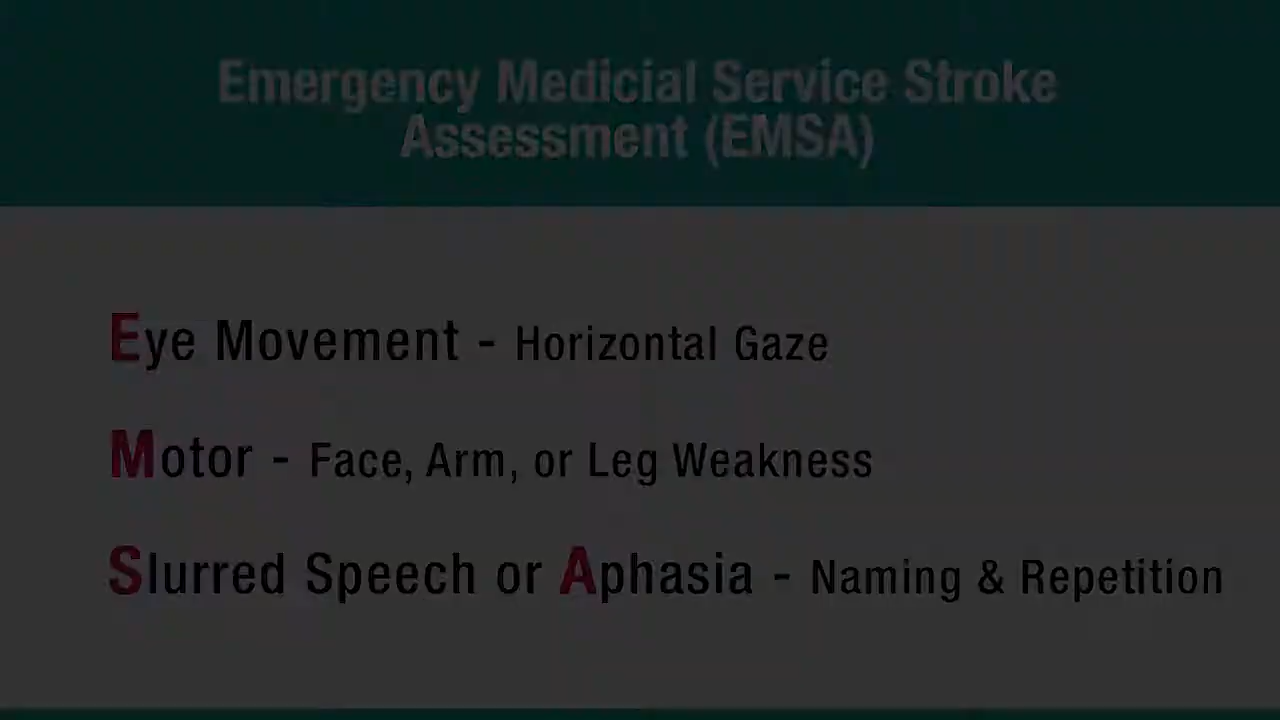 Emergency Medicial Service Stroke
Assessment (EMSA)
Eye Movement - Horizontal Gaze
Motor - Face, Arm, or Leg Weakness
Slurred Speech or Aphasia - Naming & Repetition